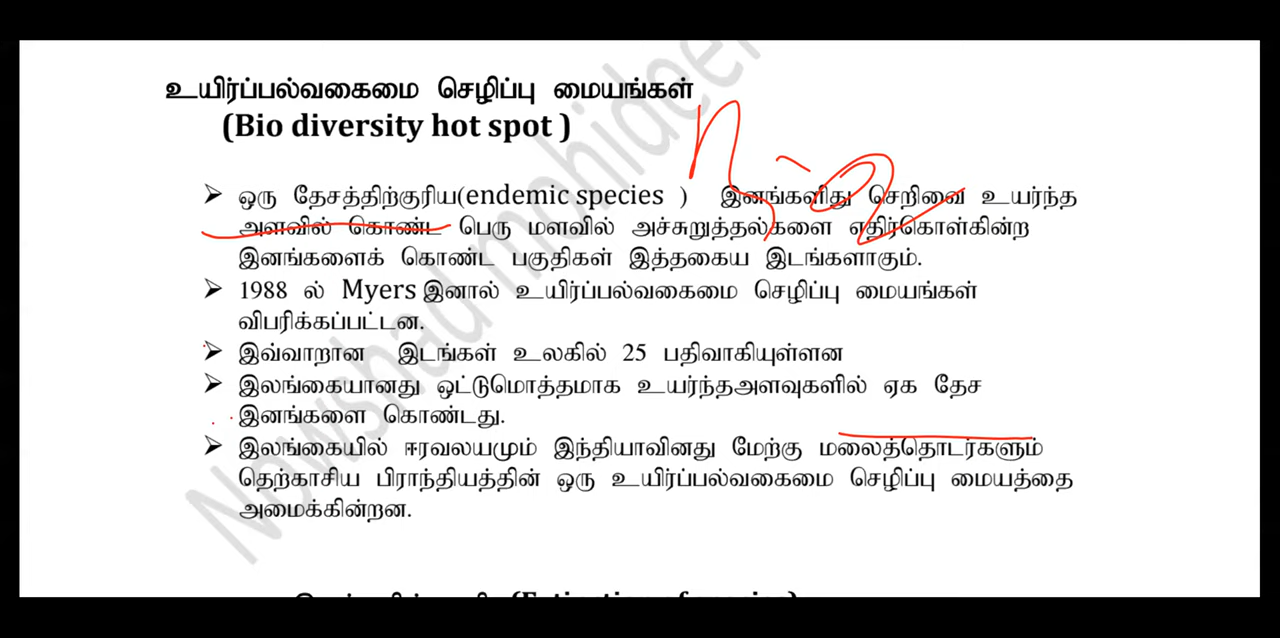 உயிர்ப்பல்வகைமை செழிப்பு மையங்கள்
(Bio diversity hot spot )
➢ ஒரு தேசத்திற்குரிய(endemic species ) இனங்களிது செறிவை உயர்ந்த
அளவில் கொண்ட பெரு மளவில் அச்சுறுத்தல்களை எதிர்கொள்கின்ற
இனங்களைக் கொண்ட பகுதிகள் இத்தகைய இடங்களாகும்.
➢ 1988 ல் Myers இனால் உயிர்ப்பல்வகைமை செழிப்பு மையங்கள்
விபரிக்கப்பட்டன.
➢ இவ்வாறான இடங்கள் உலகில் 25 பதிவாகியுள்ளன
➢ இலங்கையானது ஒட்டுமொத்தமாக உயர்ந்தஅளவுகளில் ஏக தேச
இனங்களை கொண்டது.
➢ இலங்கையில் ஈரவலயமும் இந்தியாவினது மேற்கு மலைத்தொடர்களும்
தெற்காசிய பிராந்தியத்தின் ஒரு உயிர்ப்பல்வகைமை செழிப்பு மையத்தை
அமைக்கின்றன.